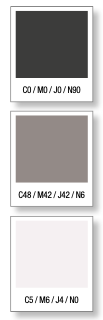 C0 / M0 / J0 / N90
C48 / M42 / J42 / N6
C5 / M6 / J4 / N0